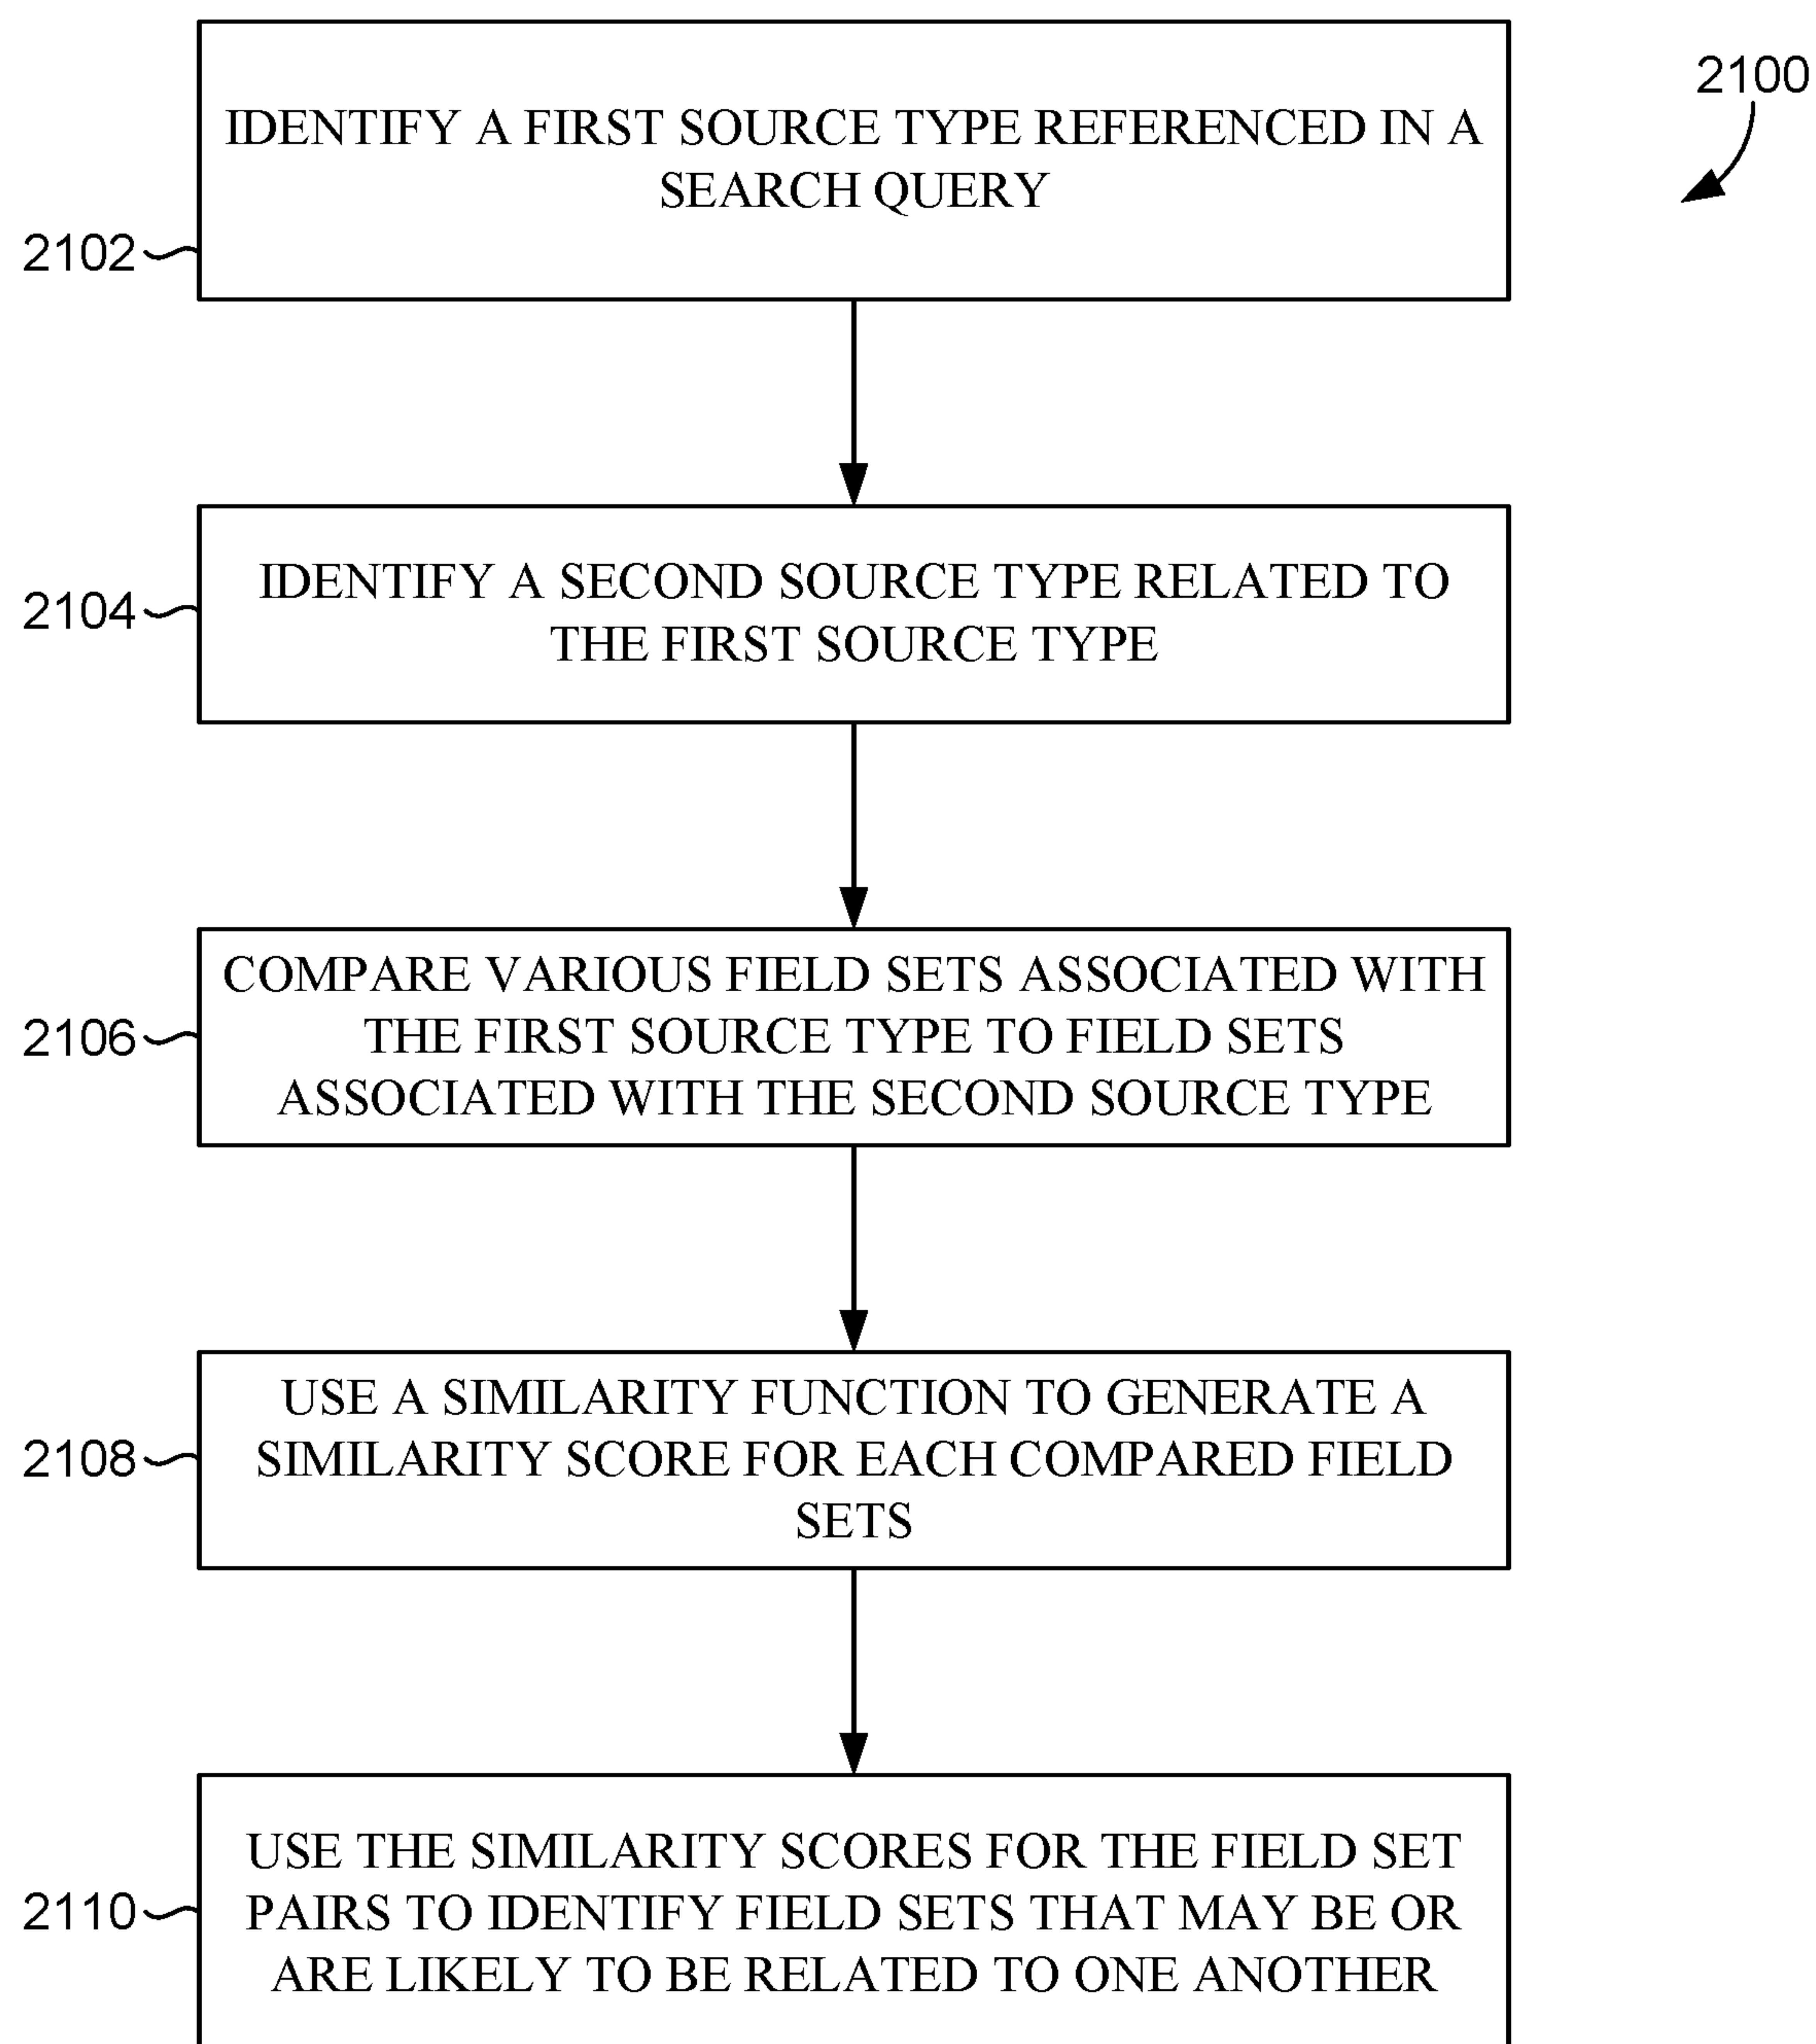 2100
IDENTIFY A FIRST SOURCE TYPE REFERENCED IN A
SEARCH QUERY
2102
IDENTIFY A SECOND SOURCE TYPE RELATED TO
THE FIRST SOURCE TYPE
2104
COMPARE VARIOUS FIELD SETS ASSOCIATED WITH
THE FIRST SOURCE TYPE TO FIELD SETS
ASSOCIATED WITH THE SECOND SOURCE TYPE
2106
USE A SIMILARITY FUNCTION TO GENERATE A
SIMILARITY SCORE FOR EACH COMPARED FIELD
SETS
2108
USE THE SIMILARITY SCORES FOR THE FIELD SET
PAIRS TO IDENTIFY FIELD SETS THAT MAY BE OR
ARE LIKELY TO BE RELATED TO ONE ANOTHER
2110